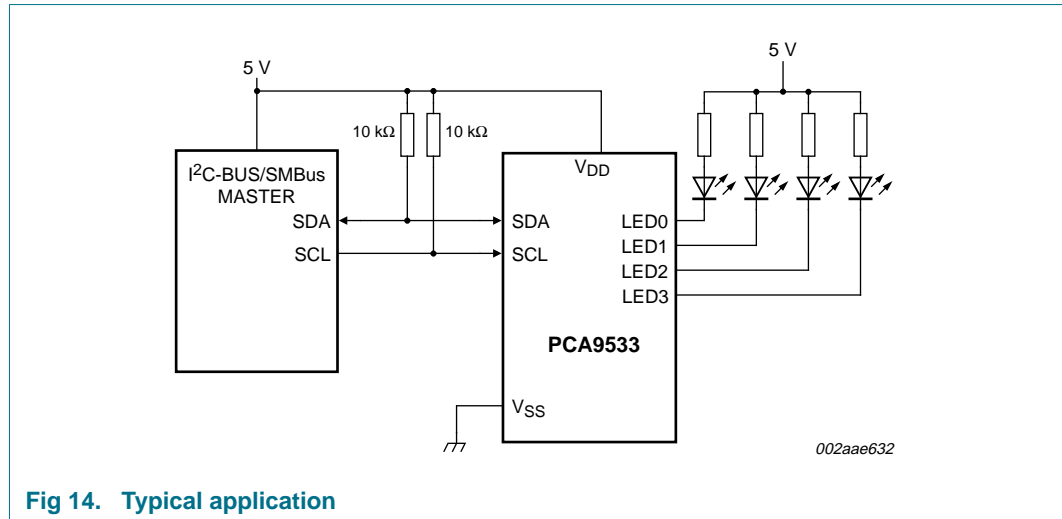 5 V
5 V
10 kΩ
10 kΩ
I²C-BUS/SMBus
MASTER
SDA
SCL
VDD
SDA
SCL
LED0
LED1
LED2
LED3
PCA9533
VSS
002aae632
Fig 14. Typical application